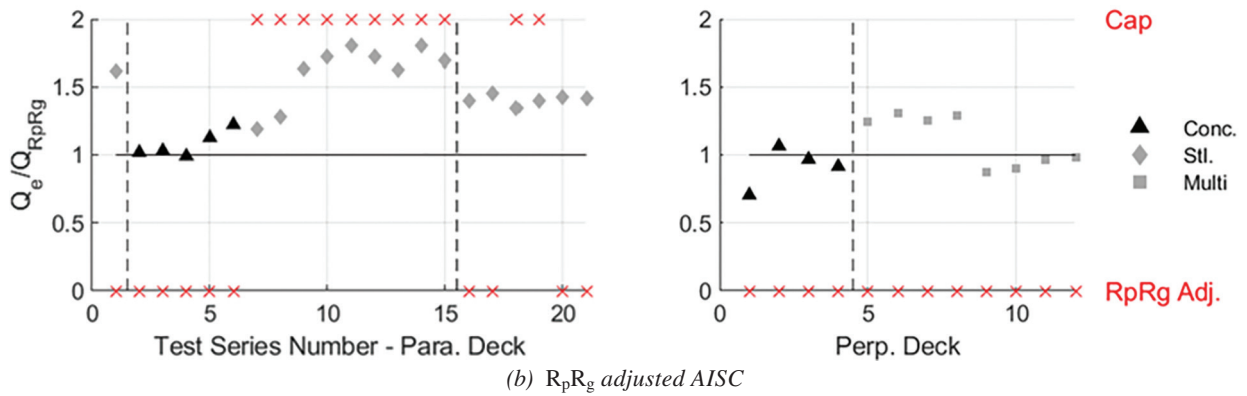 (b)
Cap
2
1.5
1
0.5
0
Q_e/Q_RpRg
0 5 10 15 20
Test Series Number - Para. Deck
2
1.5
1
0.5
0
0 5 10
Perp. Deck
Conc.
Stl.
Multi
RpRg Adj.
(b) RpRg adjusted AISC